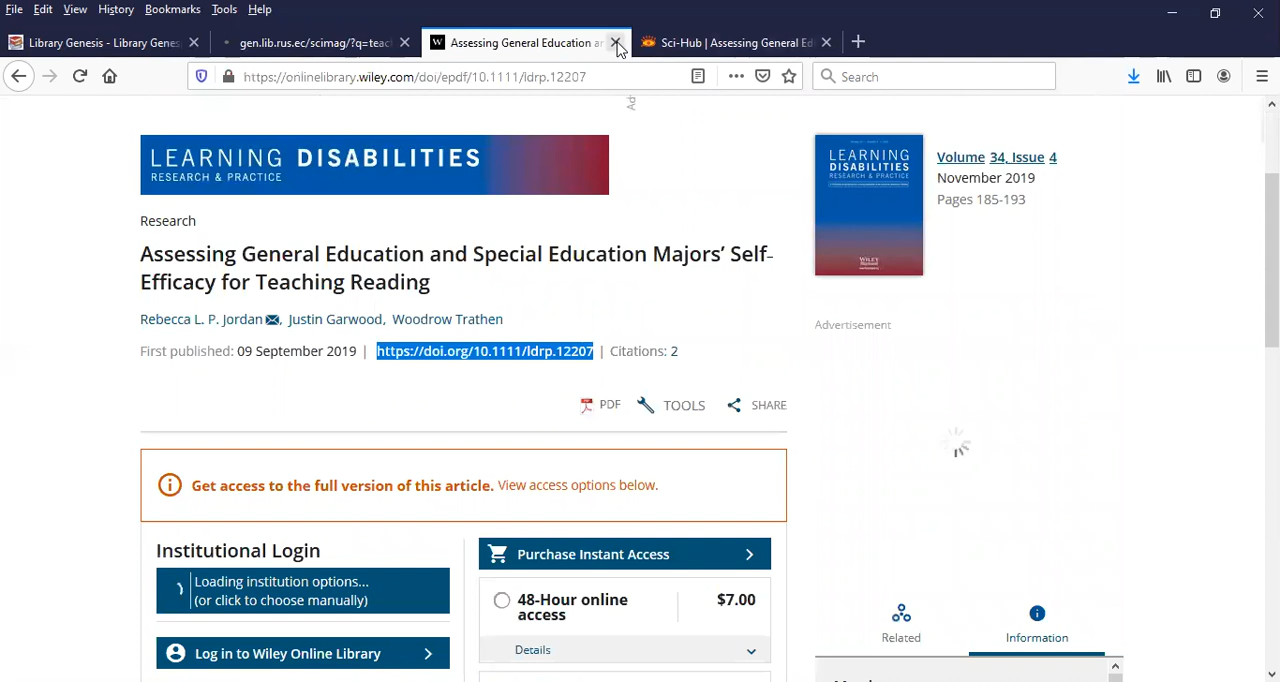 File Edit View History Bookmarks Tools Help
Library Genesis - Library Genes
gen.lib.rus.ec/scimag/?q=teac
W Assessing General Education a
Sci-Hub | Assessing General Ed
https://onlinelibrary.wiley.com/doi/epdf/10.1111/ldrp.12207
Search
Ad
LEARNING DISABILITIES
RESEARCH & PRACTICE
Research
Assessing General Education and Special Education Majors’ Self-
Efficacy for Teaching Reading
Rebecca L. P. Jordan, Justin Garwood, Woodrow Trathen
First published: 09 September 2019 | https://doi.org/10.1111/ldrp.12207 | Citations: 2
PDF TOOLS SHARE
Get access to the full version of this article. View access options below.
Institutional Login
Loading institution options...
(or click to choose manually)
Log in to Wiley Online Library
Purchase Instant Access
48-Hour online
access
$7.00
Details
LEARNING
DISABILITIES
RESEARCH & PRACTICE
Volume 34, Issue 4
November 2019
Pages 185-193
Advertisement
Related
Information